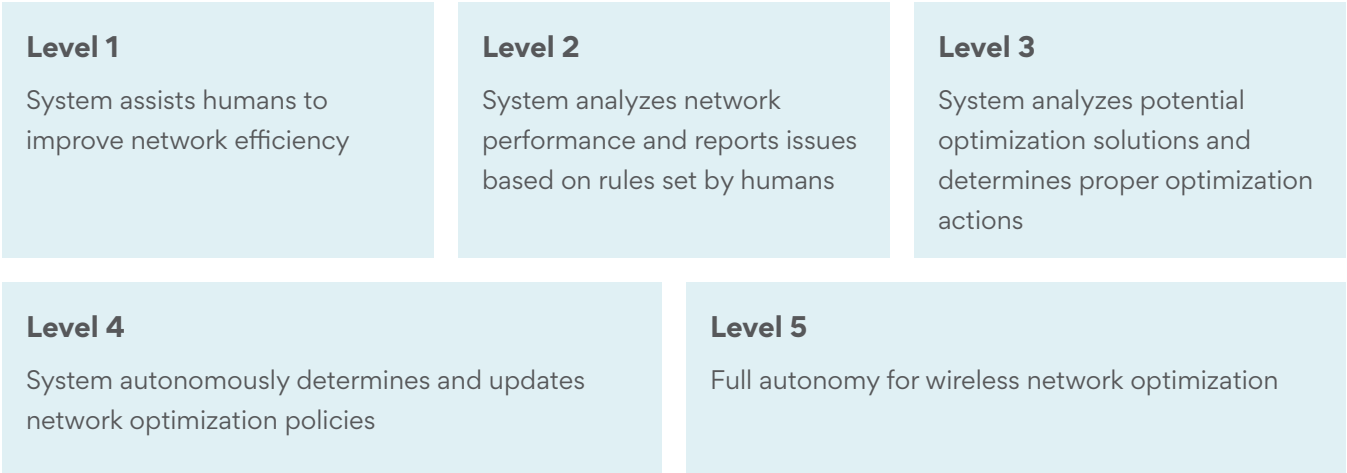 Level 1
System assists humans to
improve network efficiency
Level 2
System analyzes network
performance and reports issues
based on rules set by humans
Level 3
System analyzes potential
optimization solutions and
determines proper optimization
actions
Level 4
System autonomously determines and updates
network optimization policies
Level 5
Full autonomy for wireless network optimization